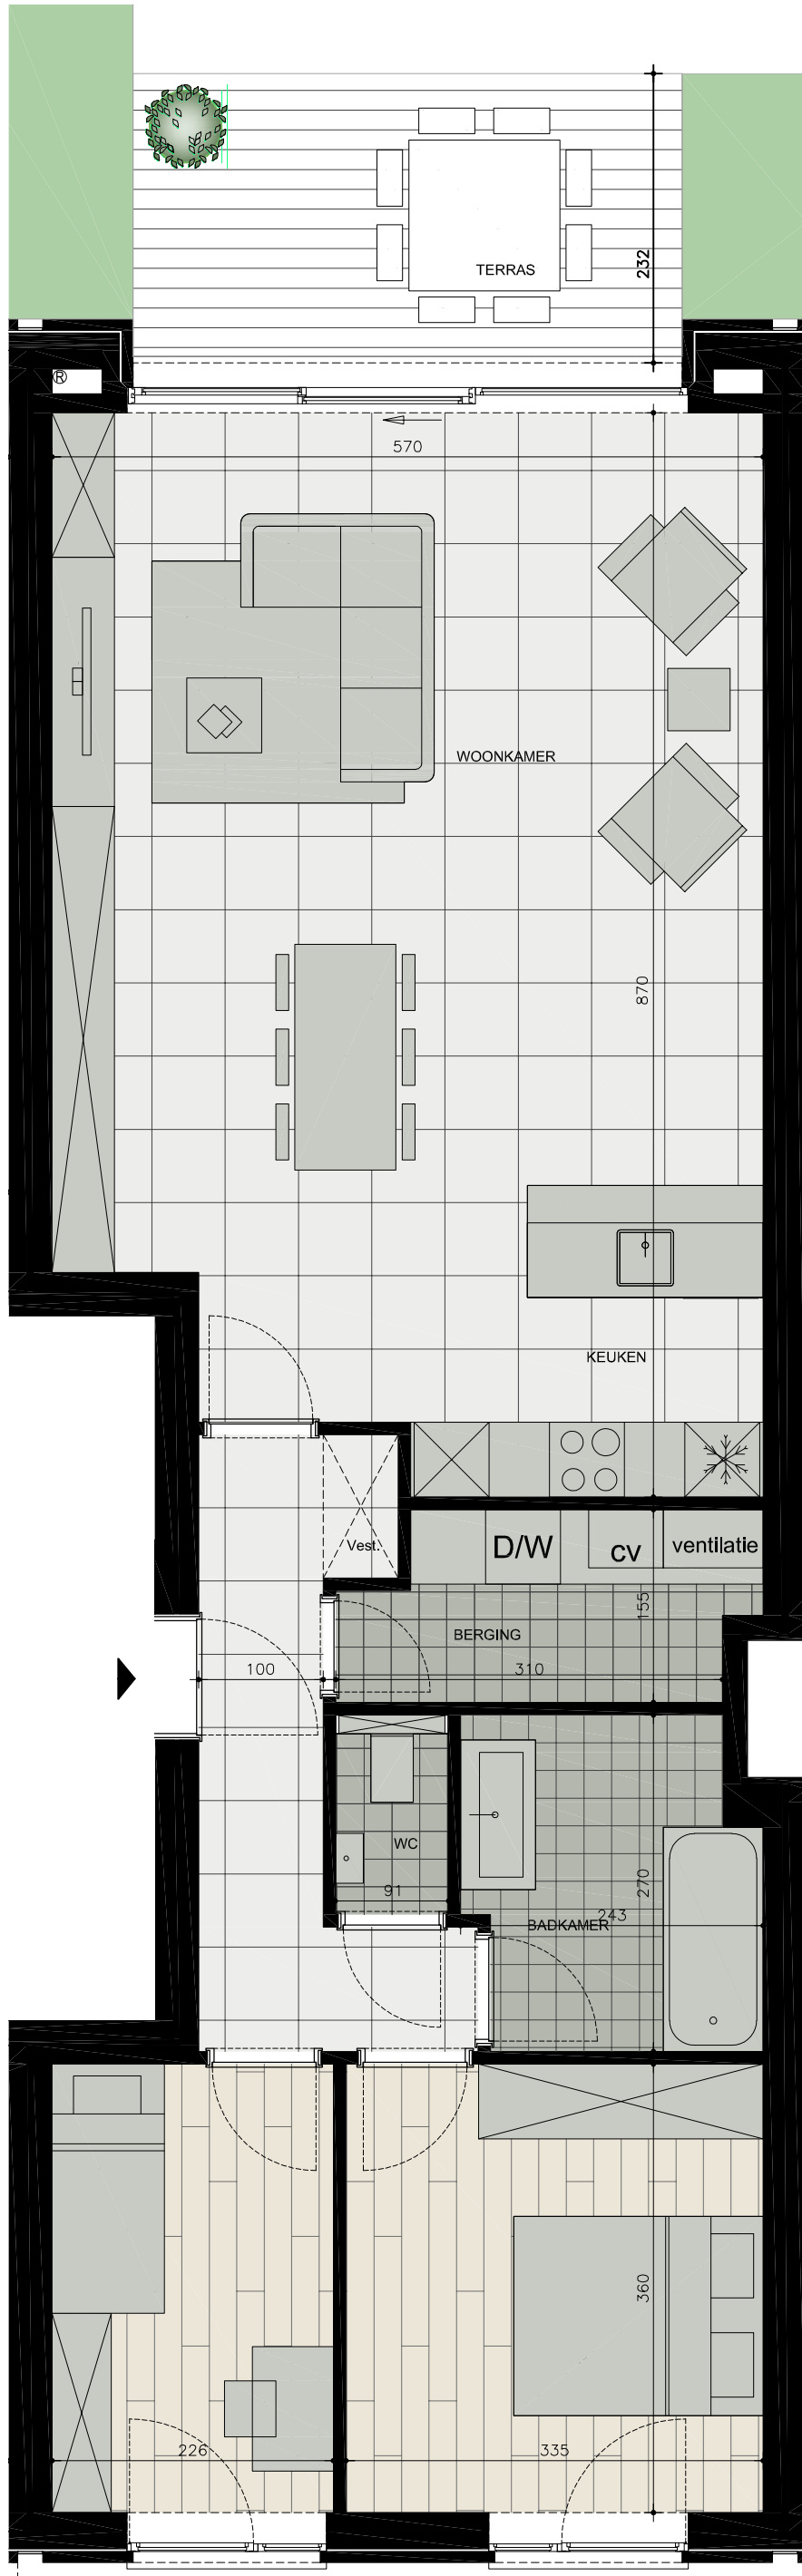 232
TERRAS
®
570
WOONKAMER
870
KEUKEN
Vest.
D/W
cv
ventilatie
155
BERGING
100
310
WC
91
270
243
BADKAMER
360
226
335